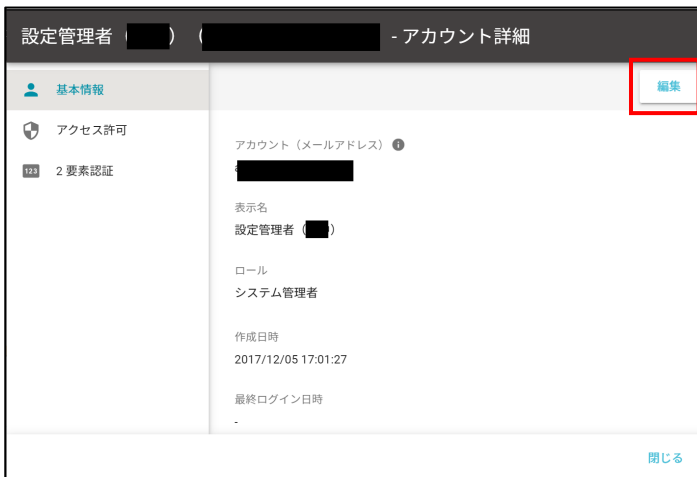 設定管理者（　）（　- アカウント詳細
基本情報
編集
アクセス許可
123
2 要素認証
アカウント（メールアドレス） i
表示名
設定管理者（　）
ロール
システム管理者
作成日時
2017/12/05 17:01:27
最終ログイン日時
-
閉じる